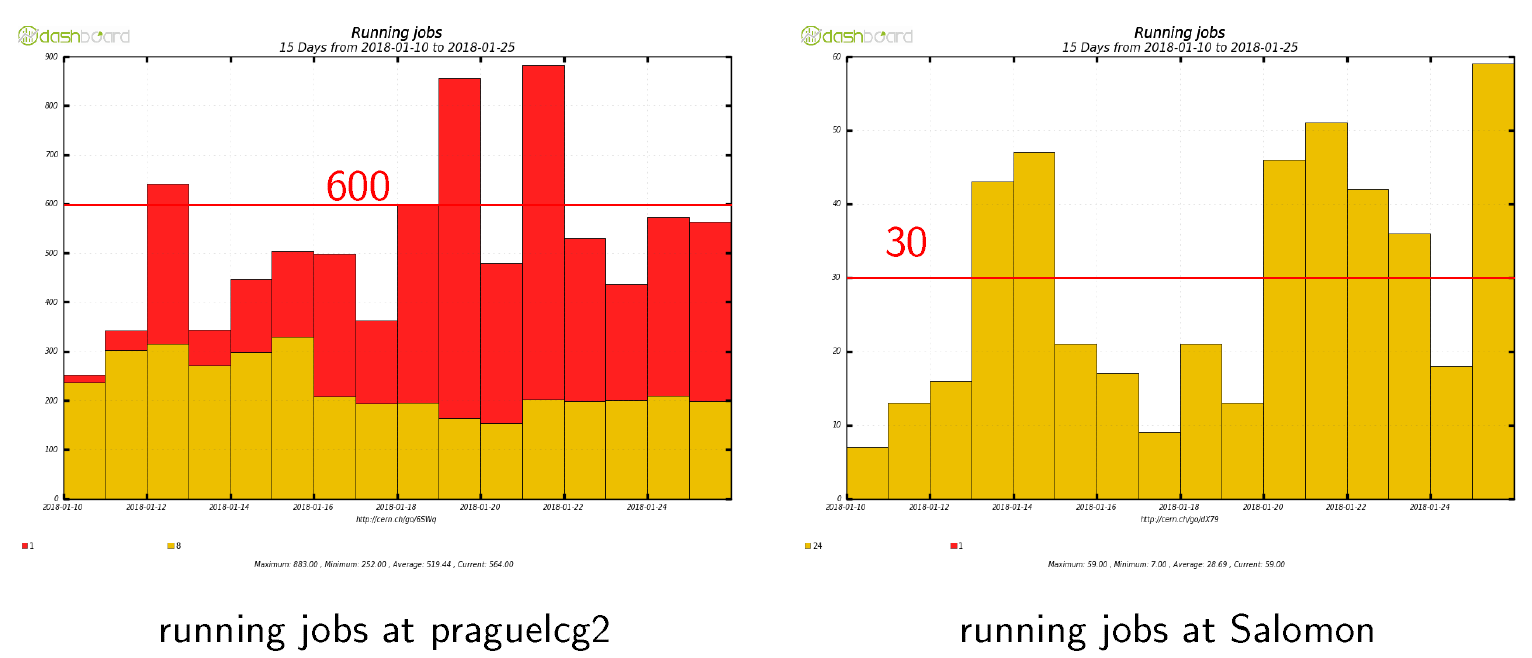 dashboard
Running jobs
15 Days from 2018-01-10 to 2018-01-25
900
800
700
600
500
400
300
200
100
0
600
2018-01-10 2018-01-12 2018-01-14 2018-01-16 2018-01-18 2018-01-20 2018-01-22 2018-01-24
http://cern.ch/go/6SWq
1 8
Maximum: 883.00 , Minimum: 252.00 , Average: 519.44 , Current: 564.00
running jobs at praguelcg2
dashboard
Running jobs
15 Days from 2018-01-10 to 2018-01-25
60
50
40
30
20
10
0
30
2018-01-10 2018-01-12 2018-01-14 2018-01-16 2018-01-18 2018-01-20 2018-01-22 2018-01-24
http://cern.ch/go/dX79
24 1
Maximum: 59.00 , Minimum: 7.00 , Average: 28.69 , Current: 59.00
running jobs at Salomon